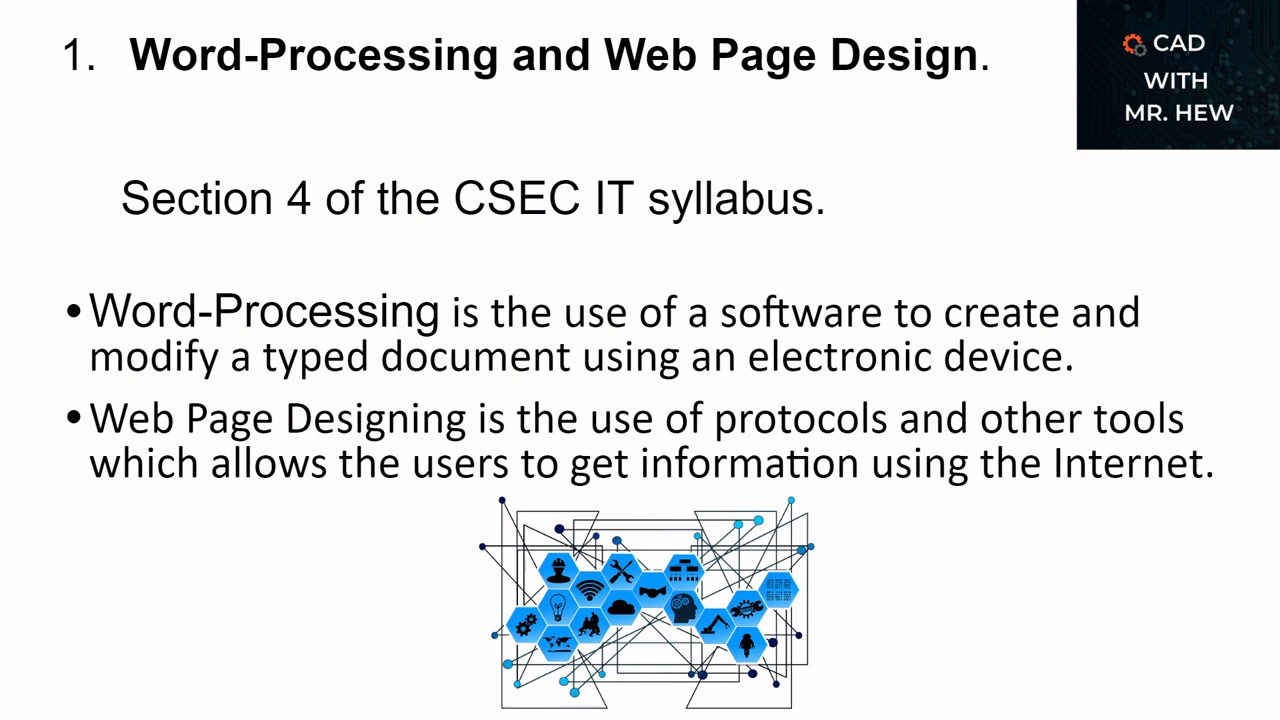 1. Word-Processing and Web Page Design.
CAD
WITH
MR. HEW
Section 4 of the CSEC IT syllabus.
•Word-Processing is the use of a software to create and
modify a typed document using an electronic device.
•Web Page Designing is the use of protocols and other tools
which allows the users to get information using the Internet.